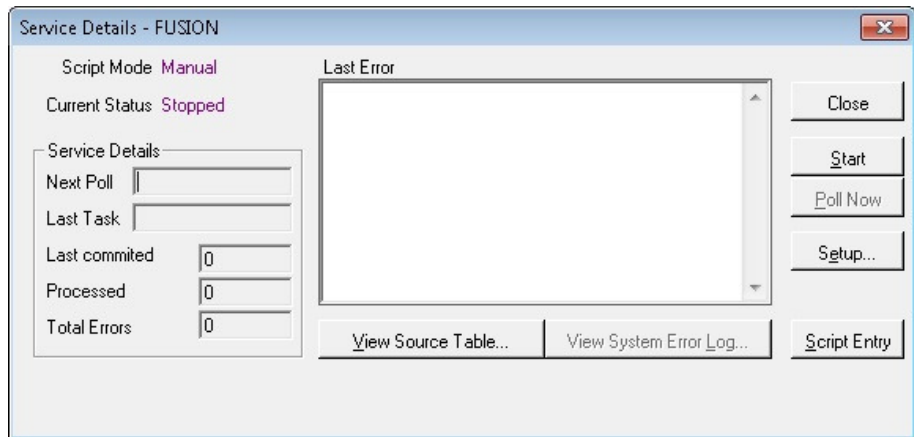 Service Details - FUSION
Script Mode Manual
Last Error
Current Status Stopped
Close
Service Details
Start
Next Poll
Poll Now
Last Task
Last commited 0
Setup...
Processed 0
Total Errors 0
View Source Table...
View System Error Log...
Script Entry